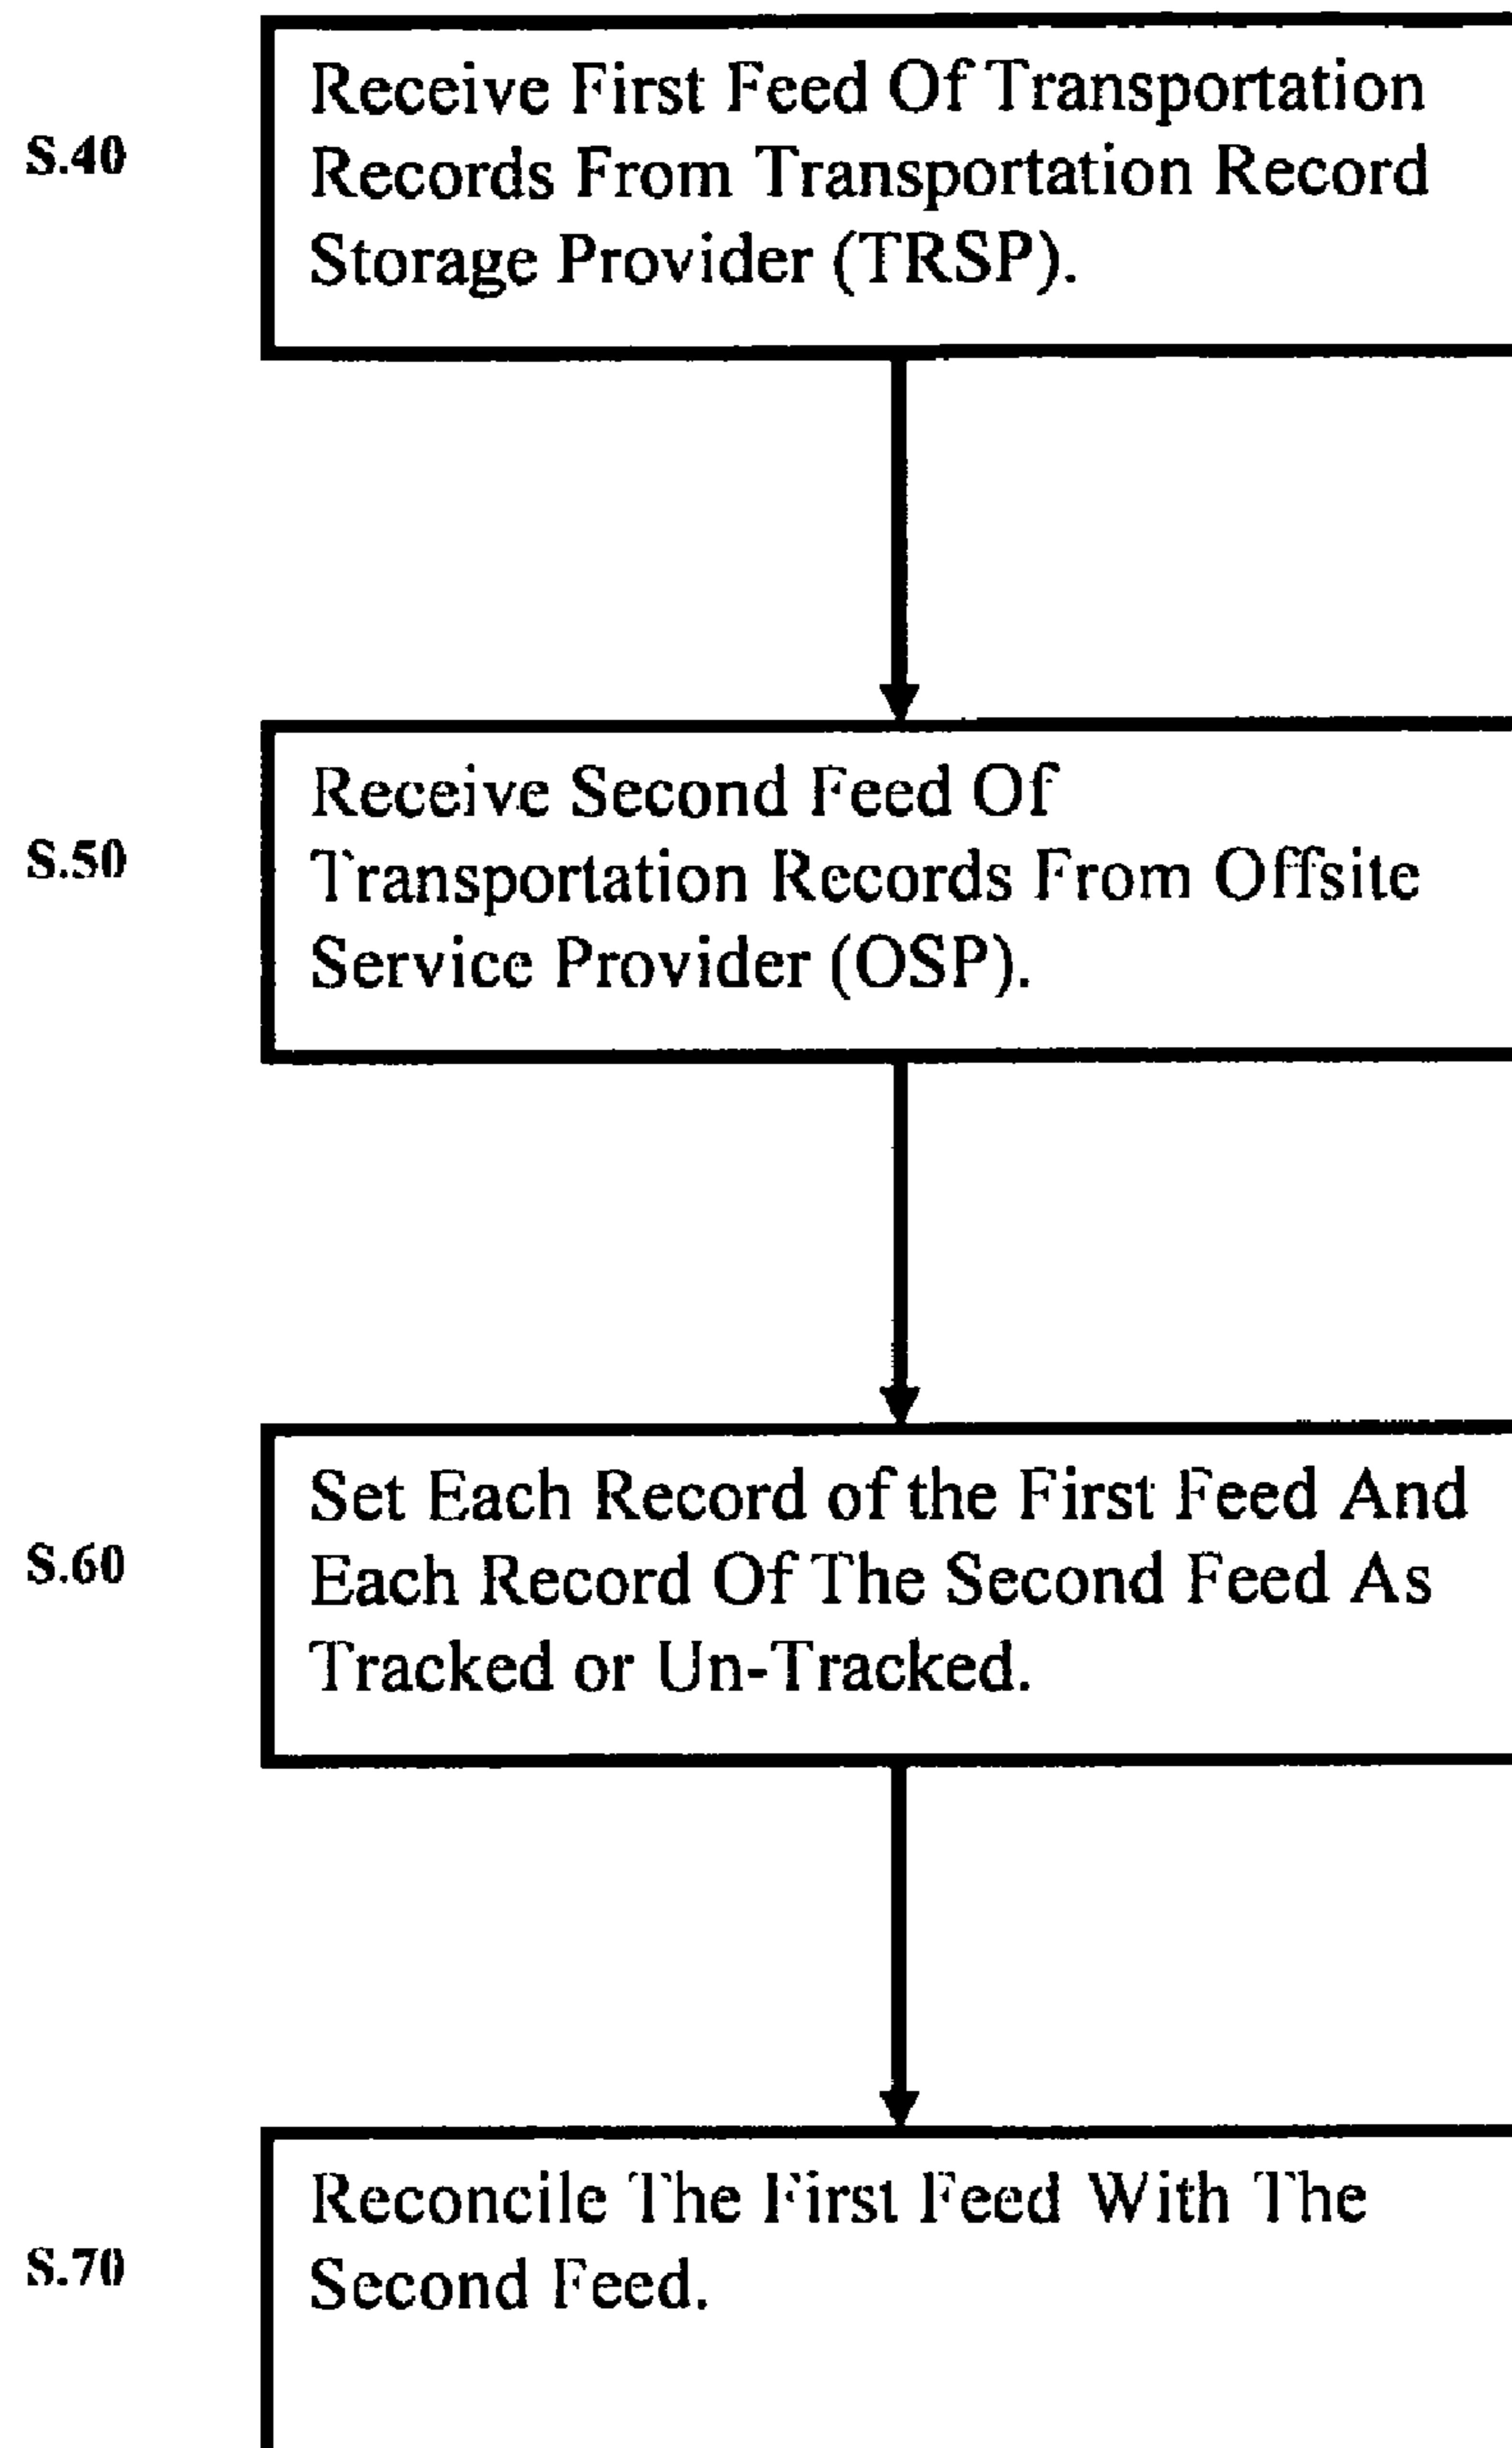 Receive First Feed Of Transportation
S.40
Records From Transportation Record
Storage Provider (TRSP).
Receive Second Feed Of
S.50
Transportation Records From Offsite
Service Provider (OSP).
Set Each Record of the First Feed And
S.60
Each Record Of The Second Feed As
Tracked or Un-Tracked.
Reconcile The First Feed With The
S.70
Second Feed.